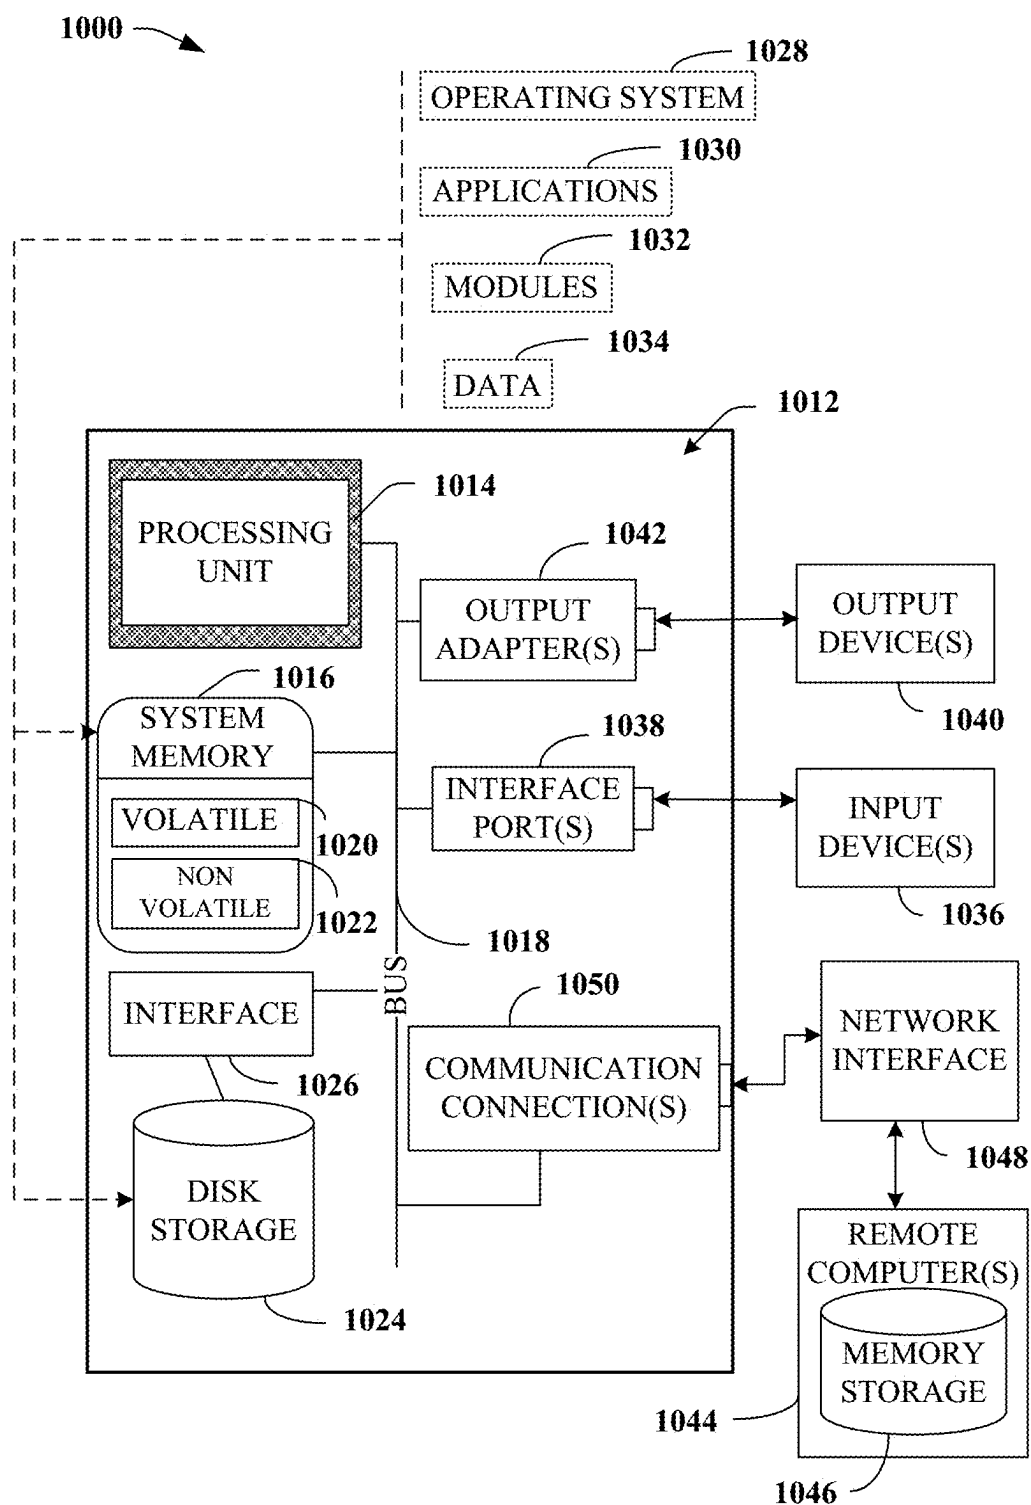 1000
1028
OPERATING SYSTEM
1030
APPLICATIONS
1032
MODULES
1034
DATA
1012
1014
PROCESSING
UNIT
1042
OUTPUT
ADAPTER(S)
OUTPUT
DEVICE(S)
1040
1016
SYSTEM
MEMORY
VOLATILE
1020
NON
VOLATILE
1022
1038
INTERFACE
PORT(S)
INPUT
DEVICE(S)
1036
1018
BUS
INTERFACE
1026
1050
COMMUNICATION
CONNECTION(S)
NETWORK
INTERFACE
1048
DISK
STORAGE
1024
REMOTE
COMPUTER(S)
MEMORY
STORAGE
1044
1046